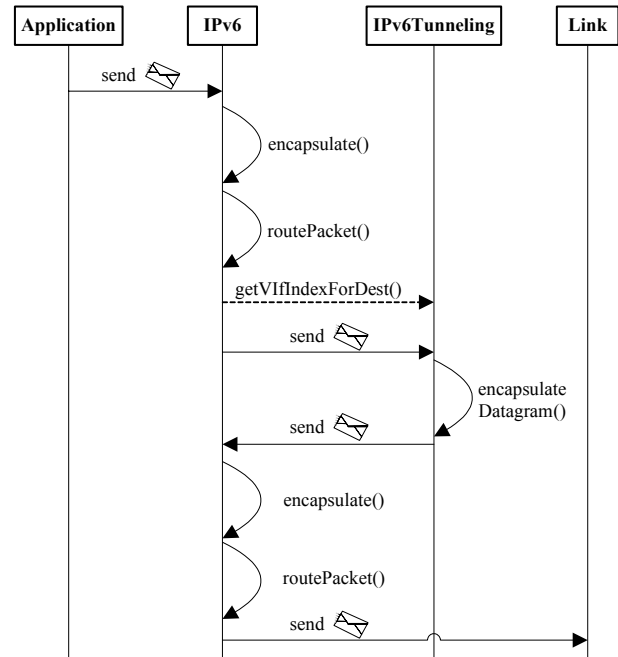 Application
IPv6
IPv6Tunneling
Link
send
encapsulate()
routePacket()
getVIfIndexForDest()
send
encapsulate
Datagram()
send
encapsulate()
routePacket()
send